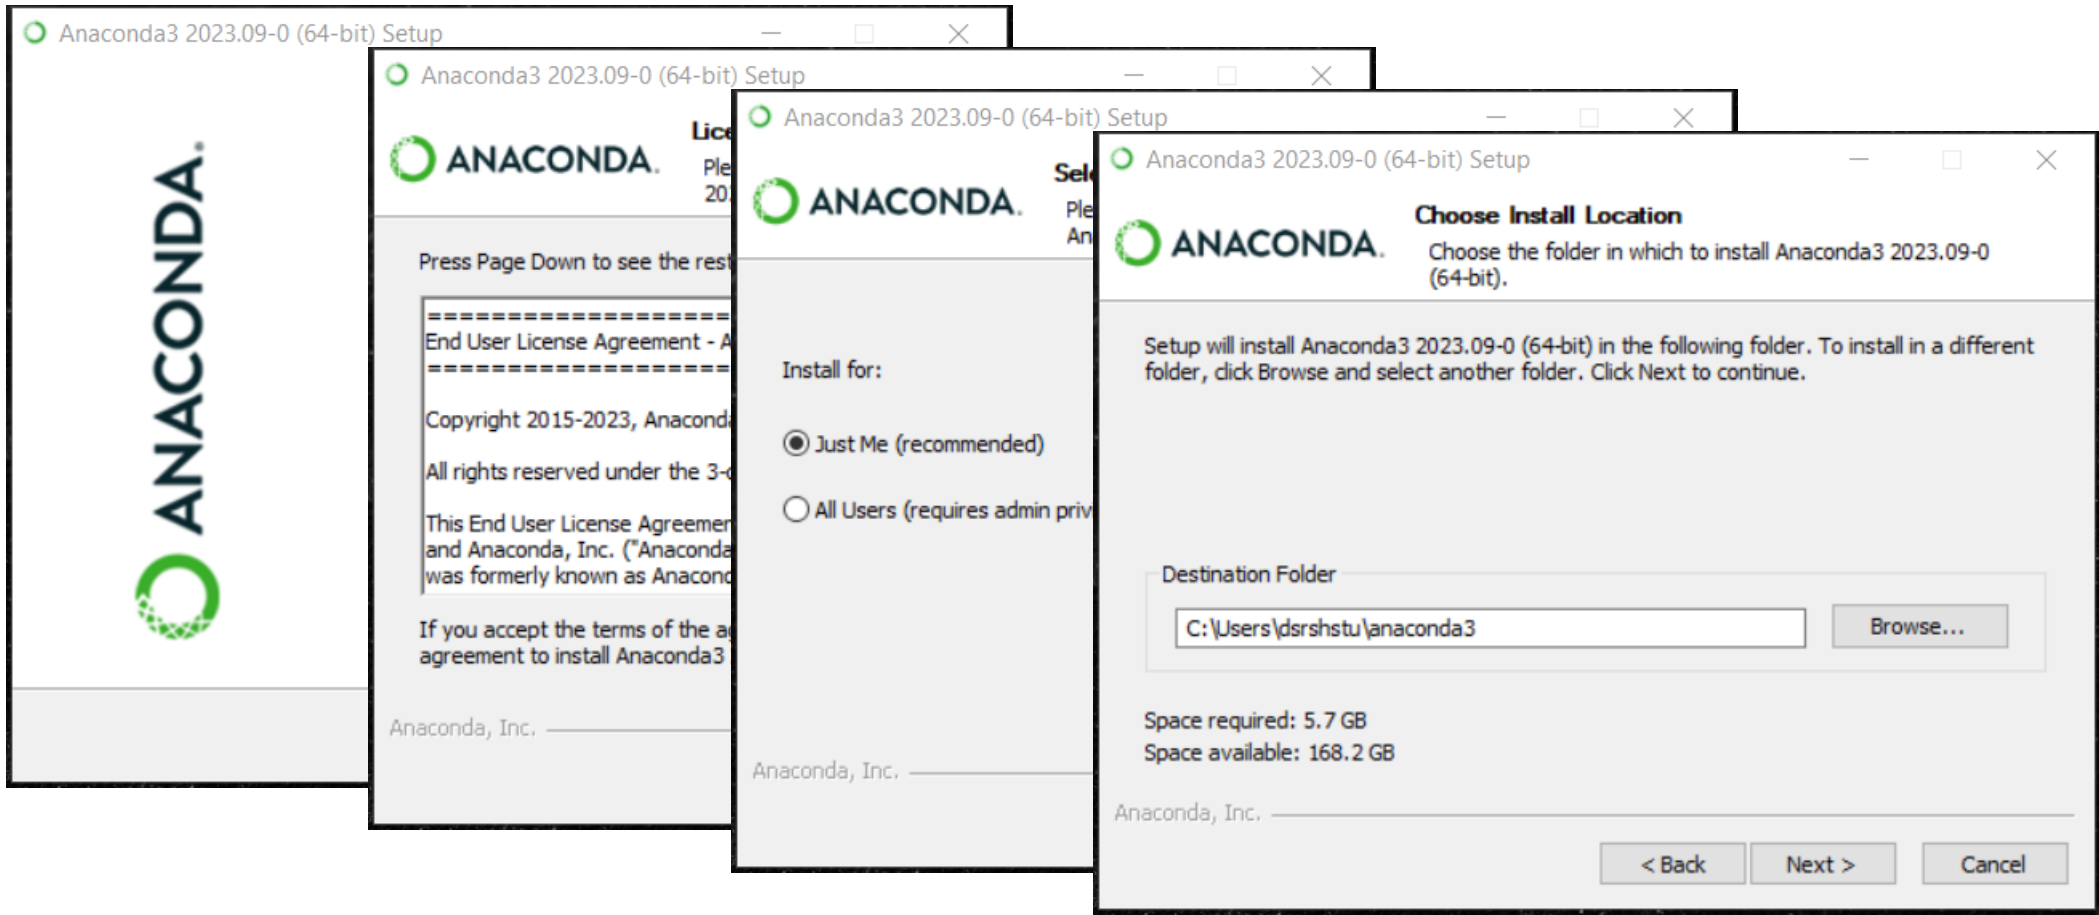 Anaconda3 2023.09-0 (64-bit) Setup
ANACONDA.
Anaconda3 2023.09-0 (64-bit) Setup
ANACONDA.
Press Page Down to see the rest
====================
End User License Agreement - A
====================
Copyright 2015-2023, Anaconda
All rights reserved under the 3-c
This End User License Agreemen
and Anaconda, Inc. ("Anaconda
was formerly known as Anacond
If you accept the terms of the a
agreement to install Anaconda3
Anaconda, Inc.
Anaconda3 2023.09-0 (64-bit) Setup
ANACONDA.
Install for:
Just Me (recommended)
All Users (requires admin priv
Anaconda, Inc.
Anaconda3 2023.09-0 (64-bit) Setup
ANACONDA.
Choose Install Location
Choose the folder in which to install Anaconda3 2023.09-0
(64-bit).
Setup will install Anaconda3 2023.09-0 (64-bit) in the following folder. To install in a different
folder, click Browse and select another folder. Click Next to continue.
Destination Folder
C:\Users\dsrshstu\anaconda3
Browse...
Space required: 5.7 GB
Space available: 168.2 GB
Anaconda, Inc.
< Back
Next >
Cancel